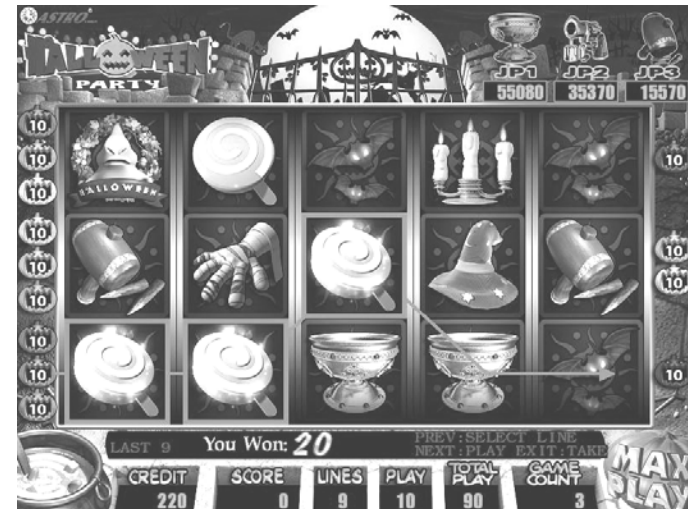 ASTRO
HALLOWEEN
PARTY
JP1 JP2 JP3
55080 35370 15570
HALLOWEEN
10
10
10
10
10
10
10
10
10
10
10
10
LAST 9
You Won: 20
PREV:SELECT LINE
NEXT:PLAY EXIT:TAKE
CREDIT SCORE LINES PLAY TOTAL PLAY GAME COUNT
220 0 9 10 90 3
MAX
PLAY